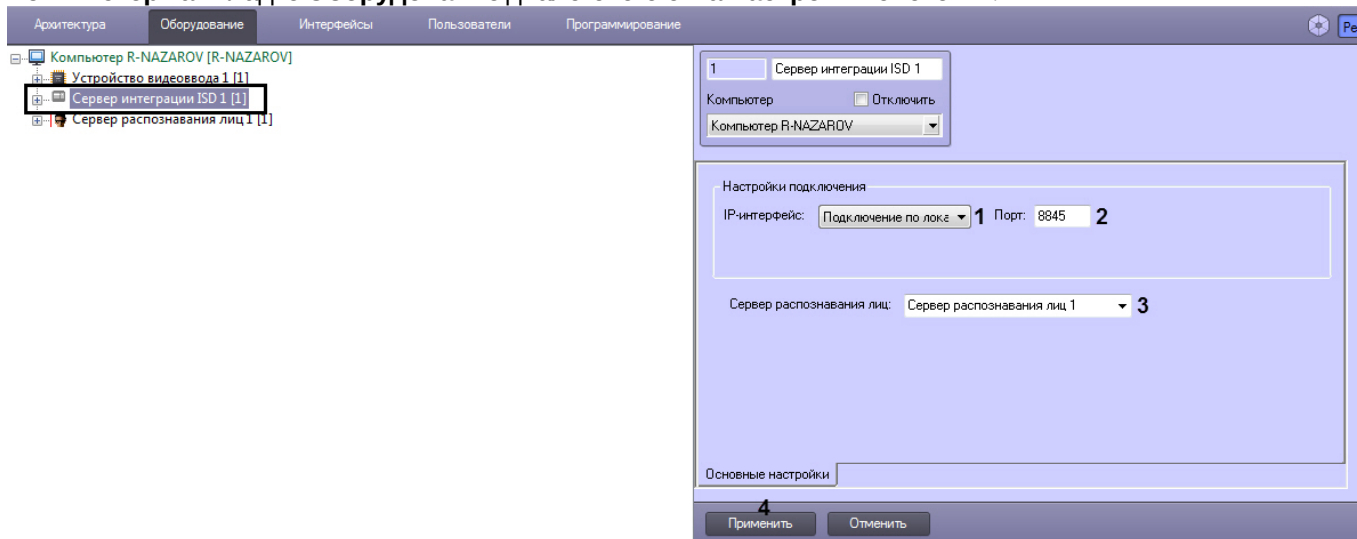 Архитектура Оборудование Интерфейсы Пользователи Программирование
Компьютер R-NAZAROV [R-NAZAROV]
Устройство видеоввода 1 [1]
Сервер интеграции ISD 1 [1]
Сервер распознавания лиц 1 [1]
1 Сервер интеграции ISD 1
Компьютер Отключить
Компьютер R-NAZAROV
Настройки подключения
IP-интерфейс: Подключение по лока 1 Порт: 8845 2
Сервер распознавания лиц: Сервер распознавания лиц 1 3
Основные настройки
4
Применить Отменить